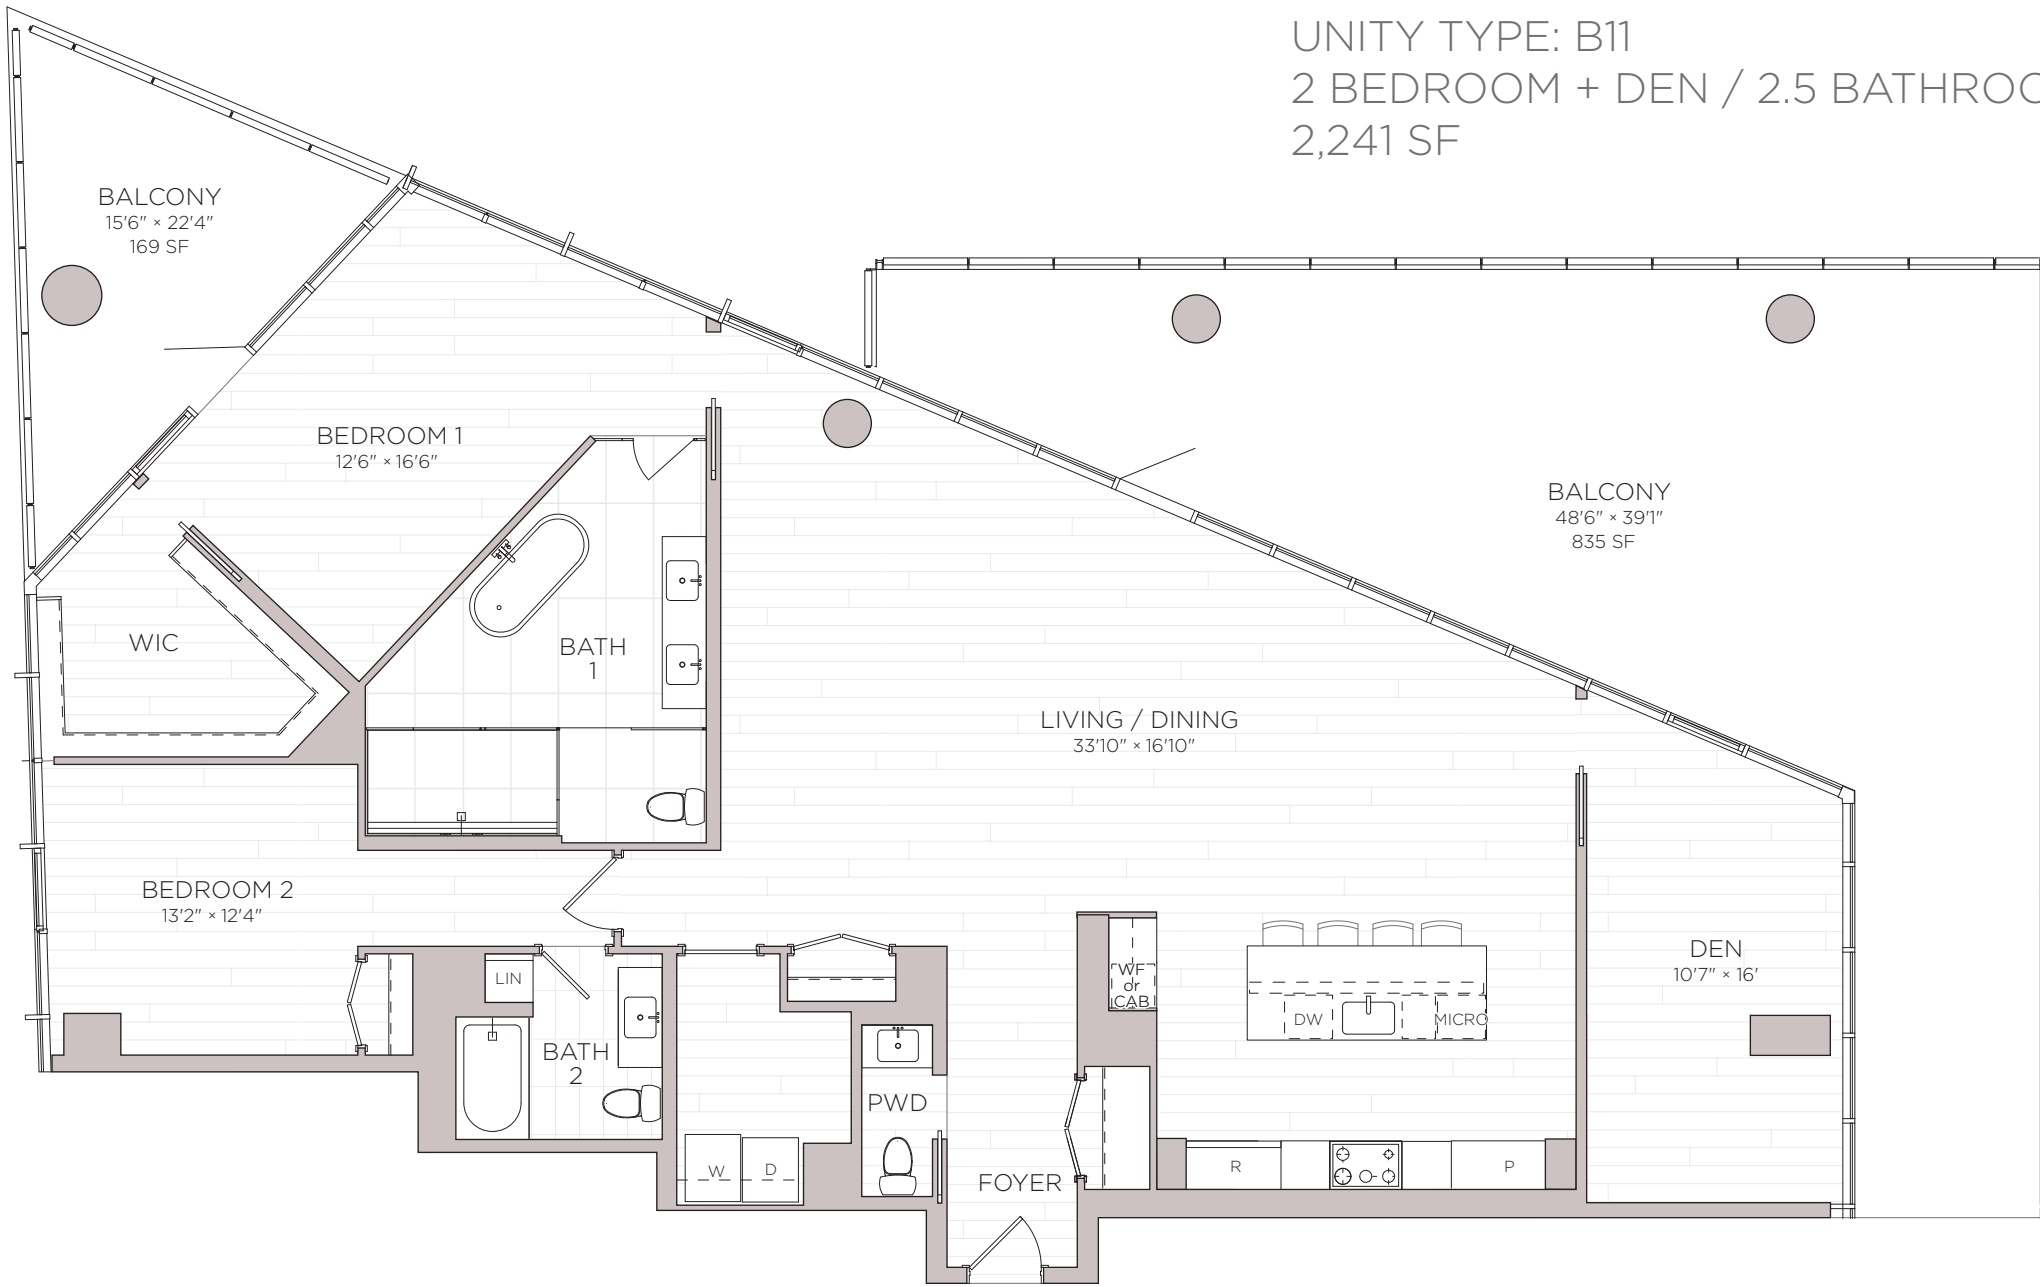 UNITY TYPE: B11
2 BEDROOM + DEN / 2.5
2,241 SF
BALCONY
15'6" × 22'4"
169 SF
BEDROOM 1
12'6" × 16'6"
BALCONY
48'6" × 39'1"
835 SF
WIC
BATH
1
LIVING / DINING
33'10" × 16'10"
BEDROOM 2
13'2" × 12'4"
DEN
10'7" × 16'
LIN
WF
or
CAB
DW
MICRO
BATH
2
PWD
W
D
FOYER
R
P